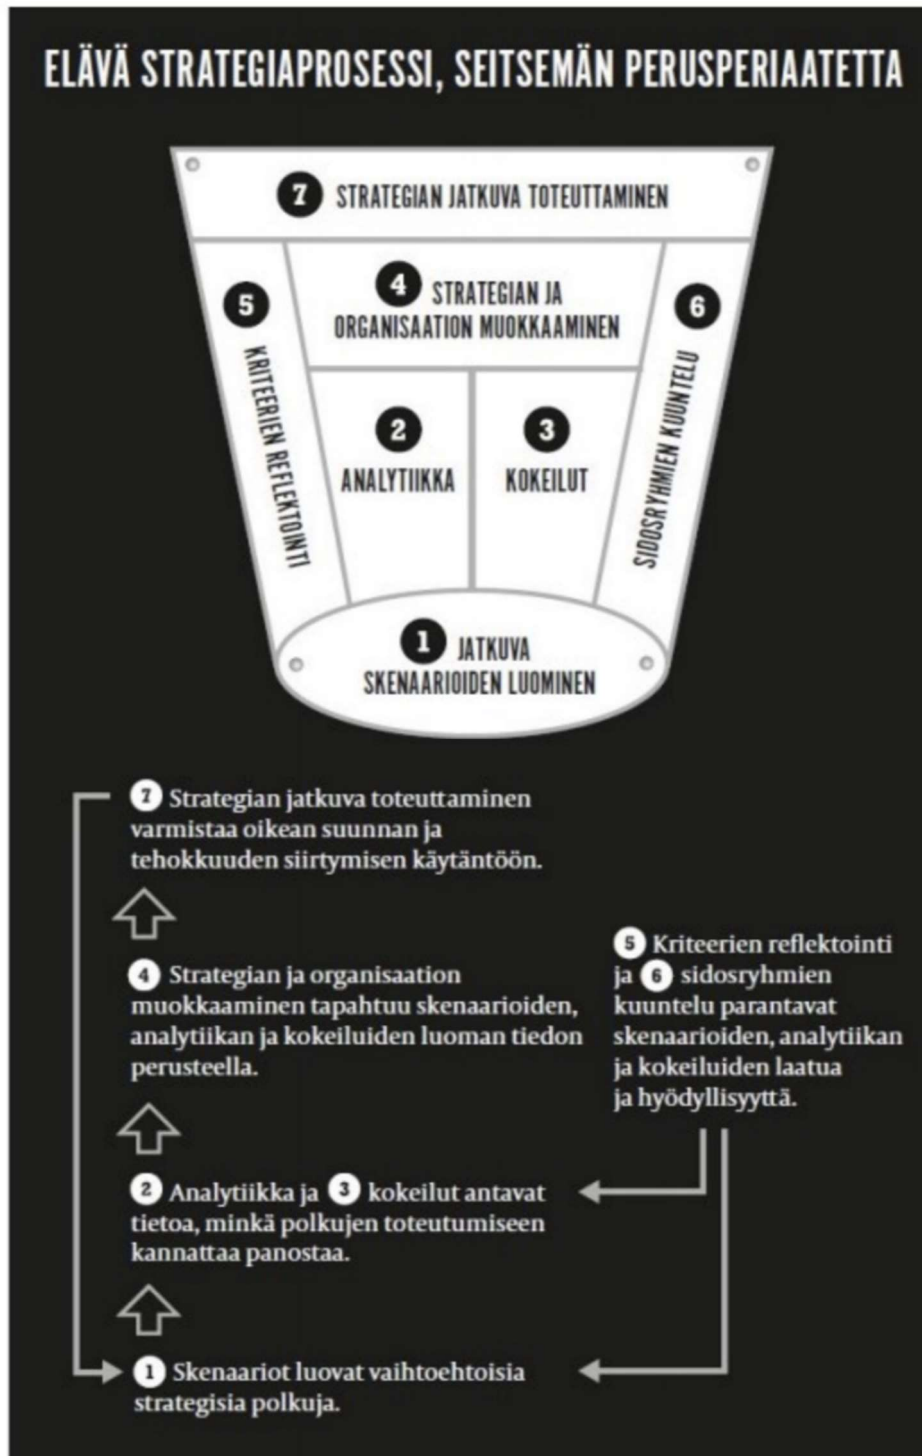 ELÄVÄ STRATEGIAPROSESSI, SEITSEMÄN PERUSPERIAATETTA
7 STRATEGIAN JATKUVA TOTEUTTAMINEN
5 KRITEERIEN REFLEKTOINTI
4 STRATEGIAN JA
ORGANISAATION MUOKKAAMINEN
6 SIDOSRYHMIEN KUUNTELU
2
ANALYTIIKKA
3
KOKEILUT
1 JATKUVA
SKENAARIOIDEN LUOMINEN
7 Strategian jatkuva toteuttaminen
varmistaa oikean suunnan ja
tehokkuuden siirtymisen käytäntöön.
4 Strategian ja organisaation
muokkaaminen tapahtuu skenaarioiden,
analytiikan ja kokeiluiden luoman tiedon
perusteella.
5 Kriteerien reflektointi
ja 6 sidosryhmien
kuuntelu parantavat
skenaarioiden, analytiikan
ja kokeiluiden laatua
ja hyödyllisyyttä.
2 Analytiikka ja 3 kokeilut antavat
tietoa, minkä polkujen toteutumiseen
kannattaa panostaa.
1 Skenaariot luovat vaihtoehtoisia
strategisia polkuja.